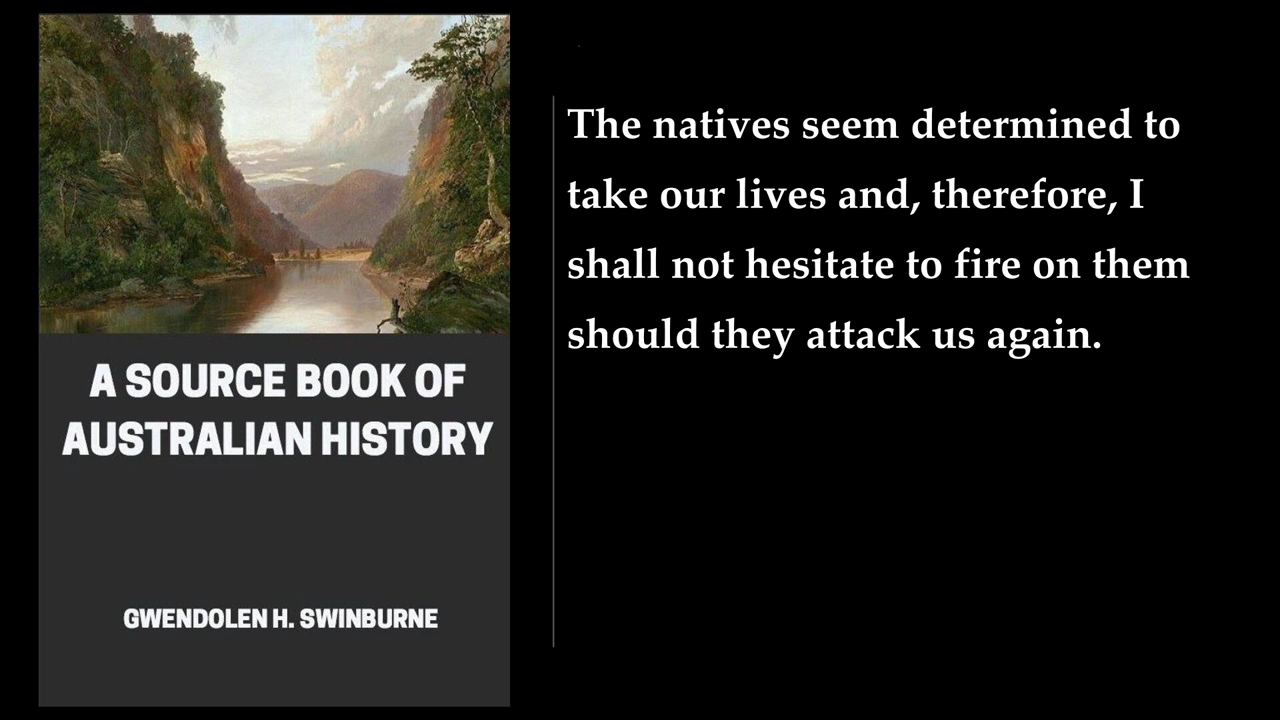 A SOURCE BOOK OF
AUSTRALIAN HISTORY
GWENDOLEN H. SWINBURNE
The natives seem determined to
take our lives and, therefore, I
shall not hesitate to fire on them
should they attack us again.